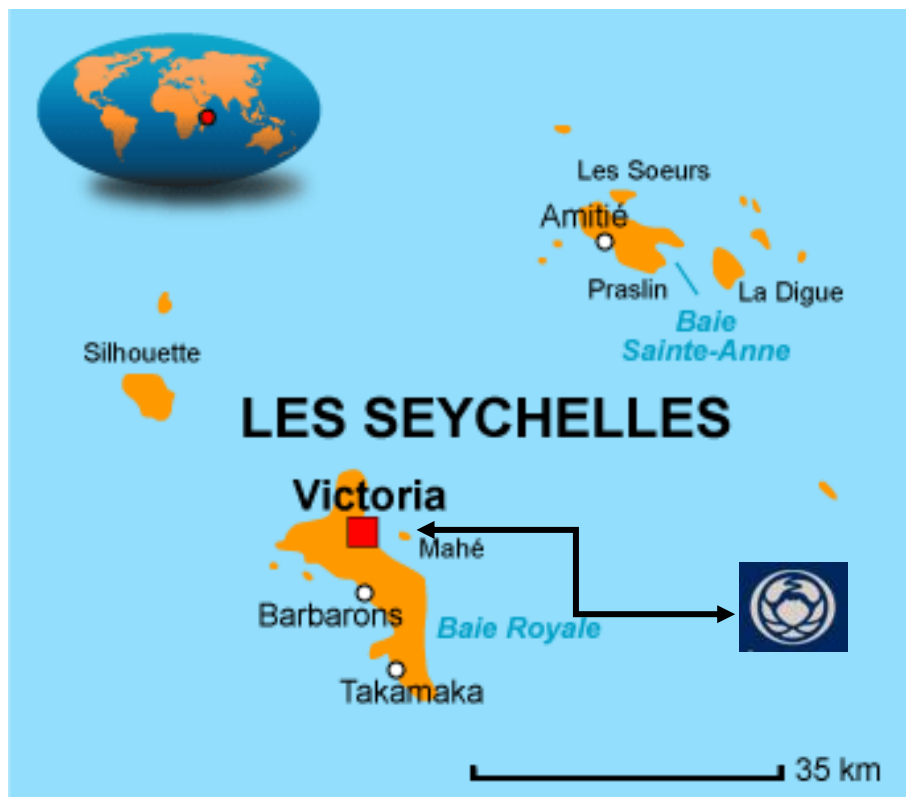 Les Soeurs
Amitié
Praslin
La Digue
Baie
Sainte-Anne
Silhouette
LES SEYCHELLES
Victoria
Mahé
Barbarons
Baie Royale
Takamaka
35 km